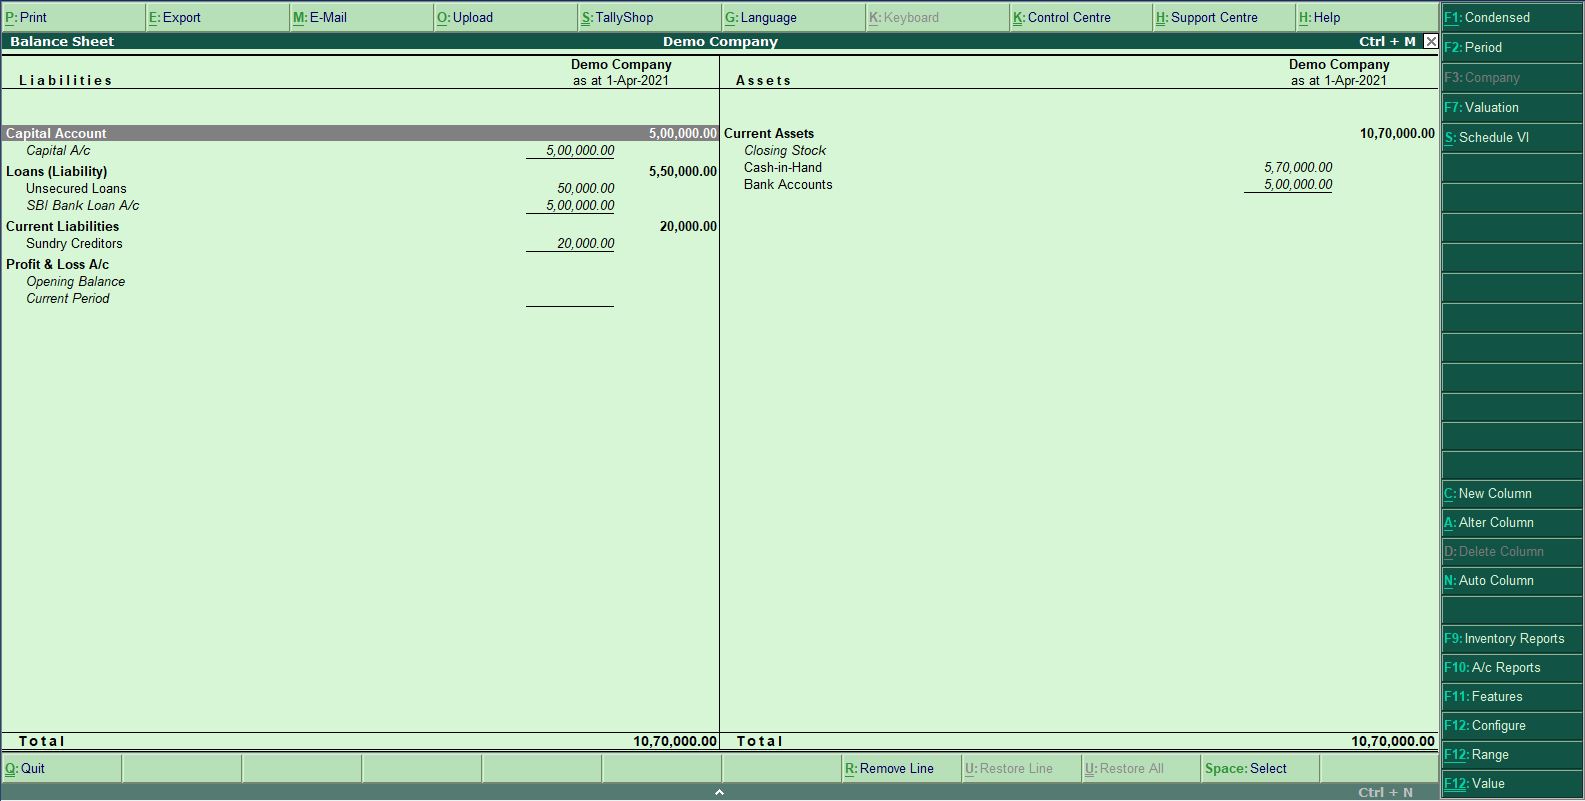 P: Print E: Export M: E-Mail O: Upload S: TallyShop G: Language K: Keyboard K: Control Centre H: Support Centre H: Help
Balance Sheet Demo Company Ctrl + M
Demo Company
Liabilities as at 1-Apr-2021
Capital Account 5,00,000.00
Capital A/c 5,00,000.00
Loans (Liability) 5,50,000.00
Unsecured Loans 50,000.00
SBI Bank Loan A/c 5,00,000.00
Current Liabilities 20,000.00
Sundry Creditors 20,000.00
Profit & Loss A/c
Opening Balance
Current Period
Total 10,70,000.00
Demo Company
Assets as at 1-Apr-2021
Current Assets 10,70,000.00
Closing Stock
Cash-in-Hand 5,70,000.00
Bank Accounts 5,00,000.00
Total 10,70,000.00
F1: Condensed
F2: Period
F3: Company
F7: Valuation
S: Schedule VI
C: New Column
A: Alter Column
D: Delete Column
N: Auto Column
F9: Inventory Reports
F10: A/c Reports
F11: Features
F12: Configure
F12: Range
F12: Value
Q: Quit R: Remove Line U: Restore Line U: Restore All Space: Select
Ctrl + N